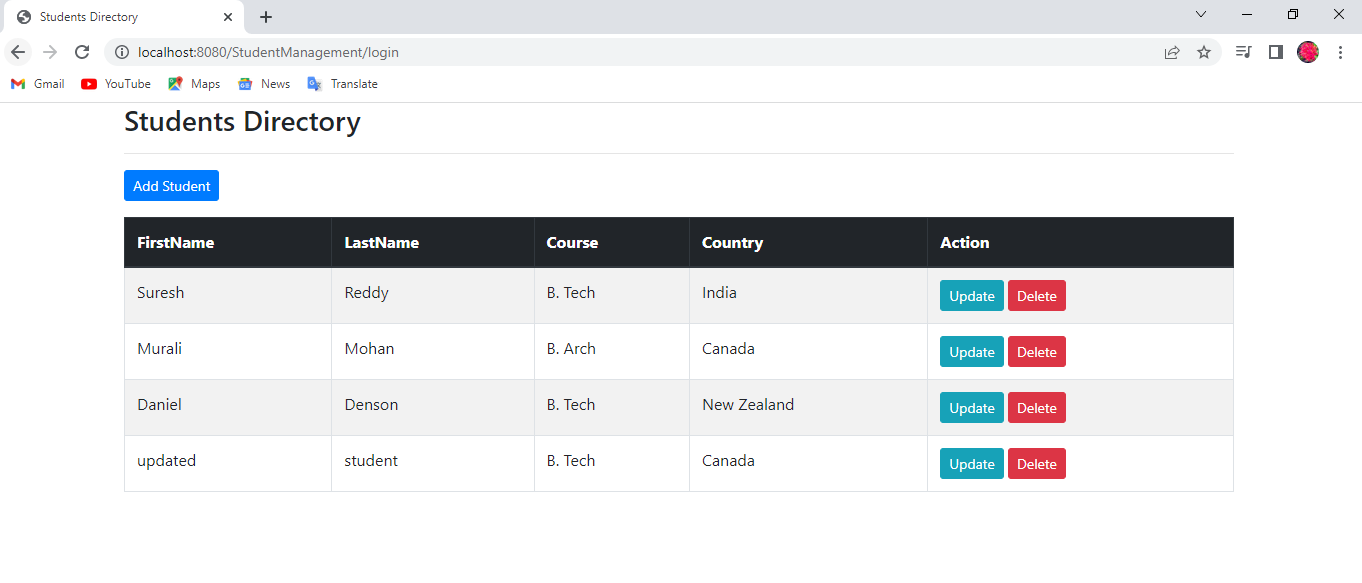 Students Directory
localhost:8080/StudentManagement/login
Gmail YouTube Maps News Translate
Students Directory
Add Student
FirstName LastName Course Country Action
Suresh Reddy B. Tech India Update Delete
Murali Mohan B. Arch Canada Update Delete
Daniel Denson B. Tech New Zealand Update Delete
updated student B. Tech Canada Update Delete